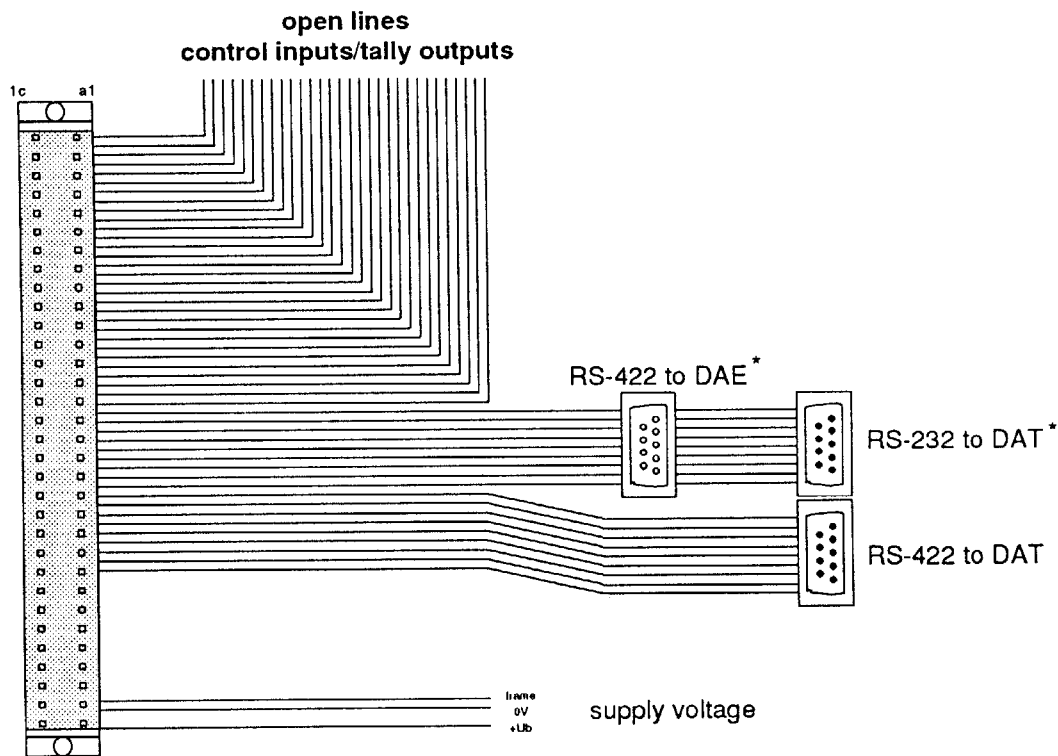 open lines
control inputs/tally outputs
1c a1
RS-422 to DAE*
RS-232 to DAT*
RS-422 to DAT
frame
0V
+Ub
supply voltage